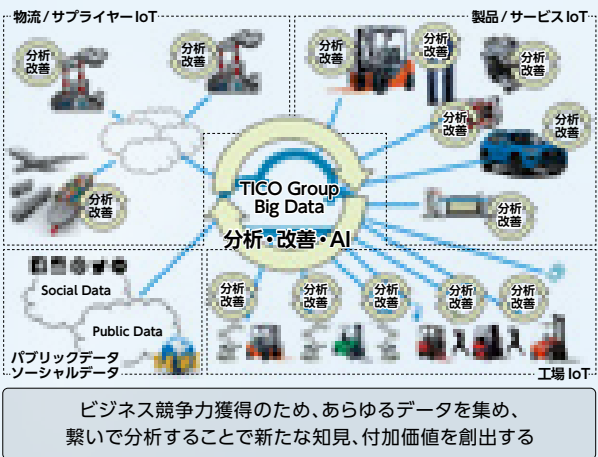 物流/サプライヤーIoT
製品/サービスIoT
分析
改善
分析
改善
分析
改善
分析
改善
分析
改善
分析
改善
分析
改善
分析
改善
分析
改善
TICO Group
Big Data
分析・改善・AI
Social Data
Public Data
パブリックデータ
ソーシャルデータ
分析
改善
分析
改善
分析
改善
分析
改善
分析
改善
工場 IoT
ビジネス競争力獲得のため、あらゆるデータを集め、
繋いで分析することで新たな知見、付加価値を創出する